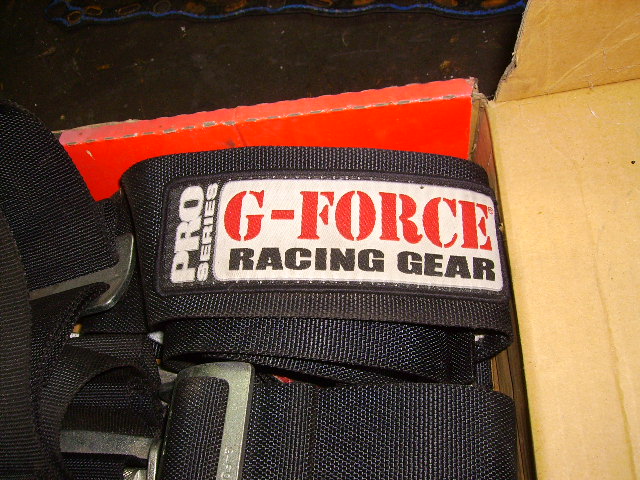 PRO
SERIES
G-FORCE®
RACING GEAR